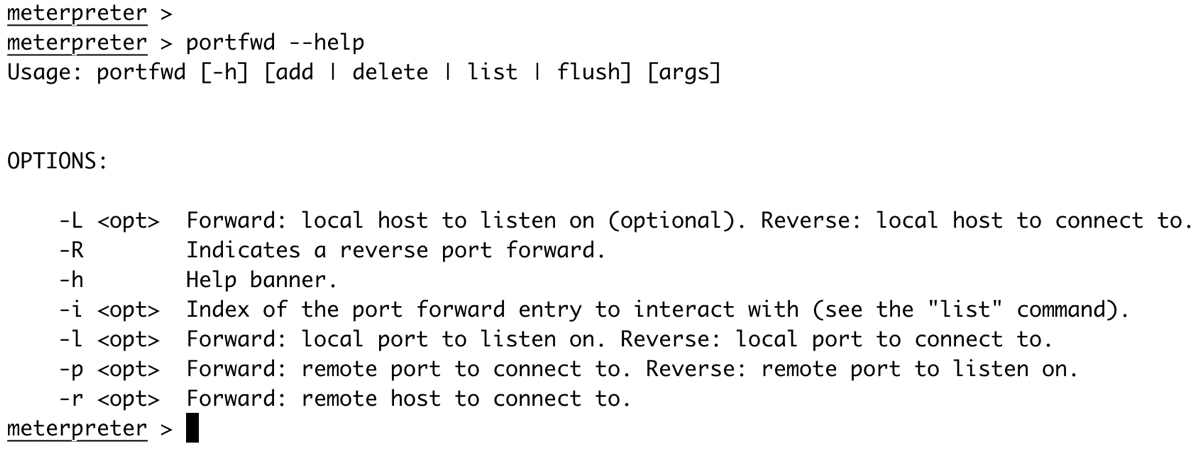 meterpreter >
meterpreter > portfwd --help
Usage: portfwd [-h] [add | delete | list | flush] [args]
OPTIONS:
-L <opt> Forward: local host to listen on (optional). Reverse: local host to connect to.
-R Indicates a reverse port forward.
-h Help banner.
-i <opt> Index of the port forward entry to interact with (see the "list" command).
-l <opt> Forward: local port to listen on. Reverse: local port to connect to.
-p <opt> Forward: remote port to connect to. Reverse: remote port to listen on.
-r <opt> Forward: remote host to connect to.
meterpreter >